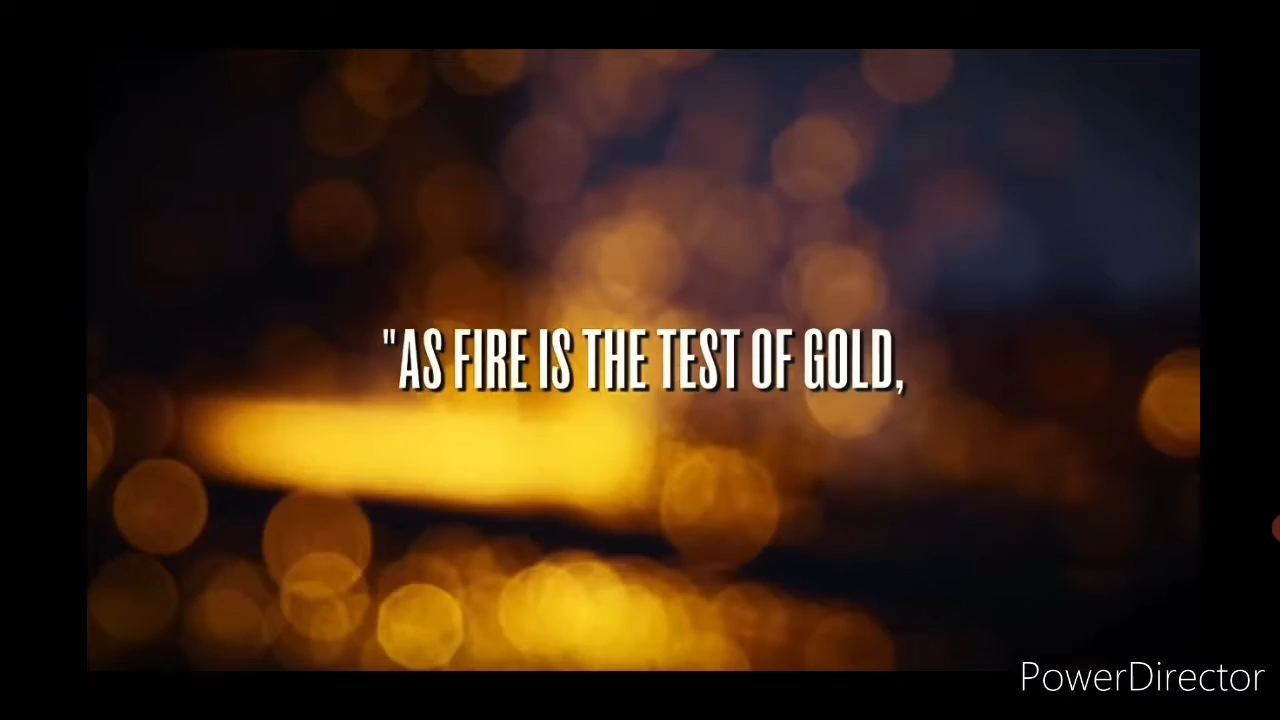 "AS FIRE IS THE TEST OF GOLD,
PowerDirector